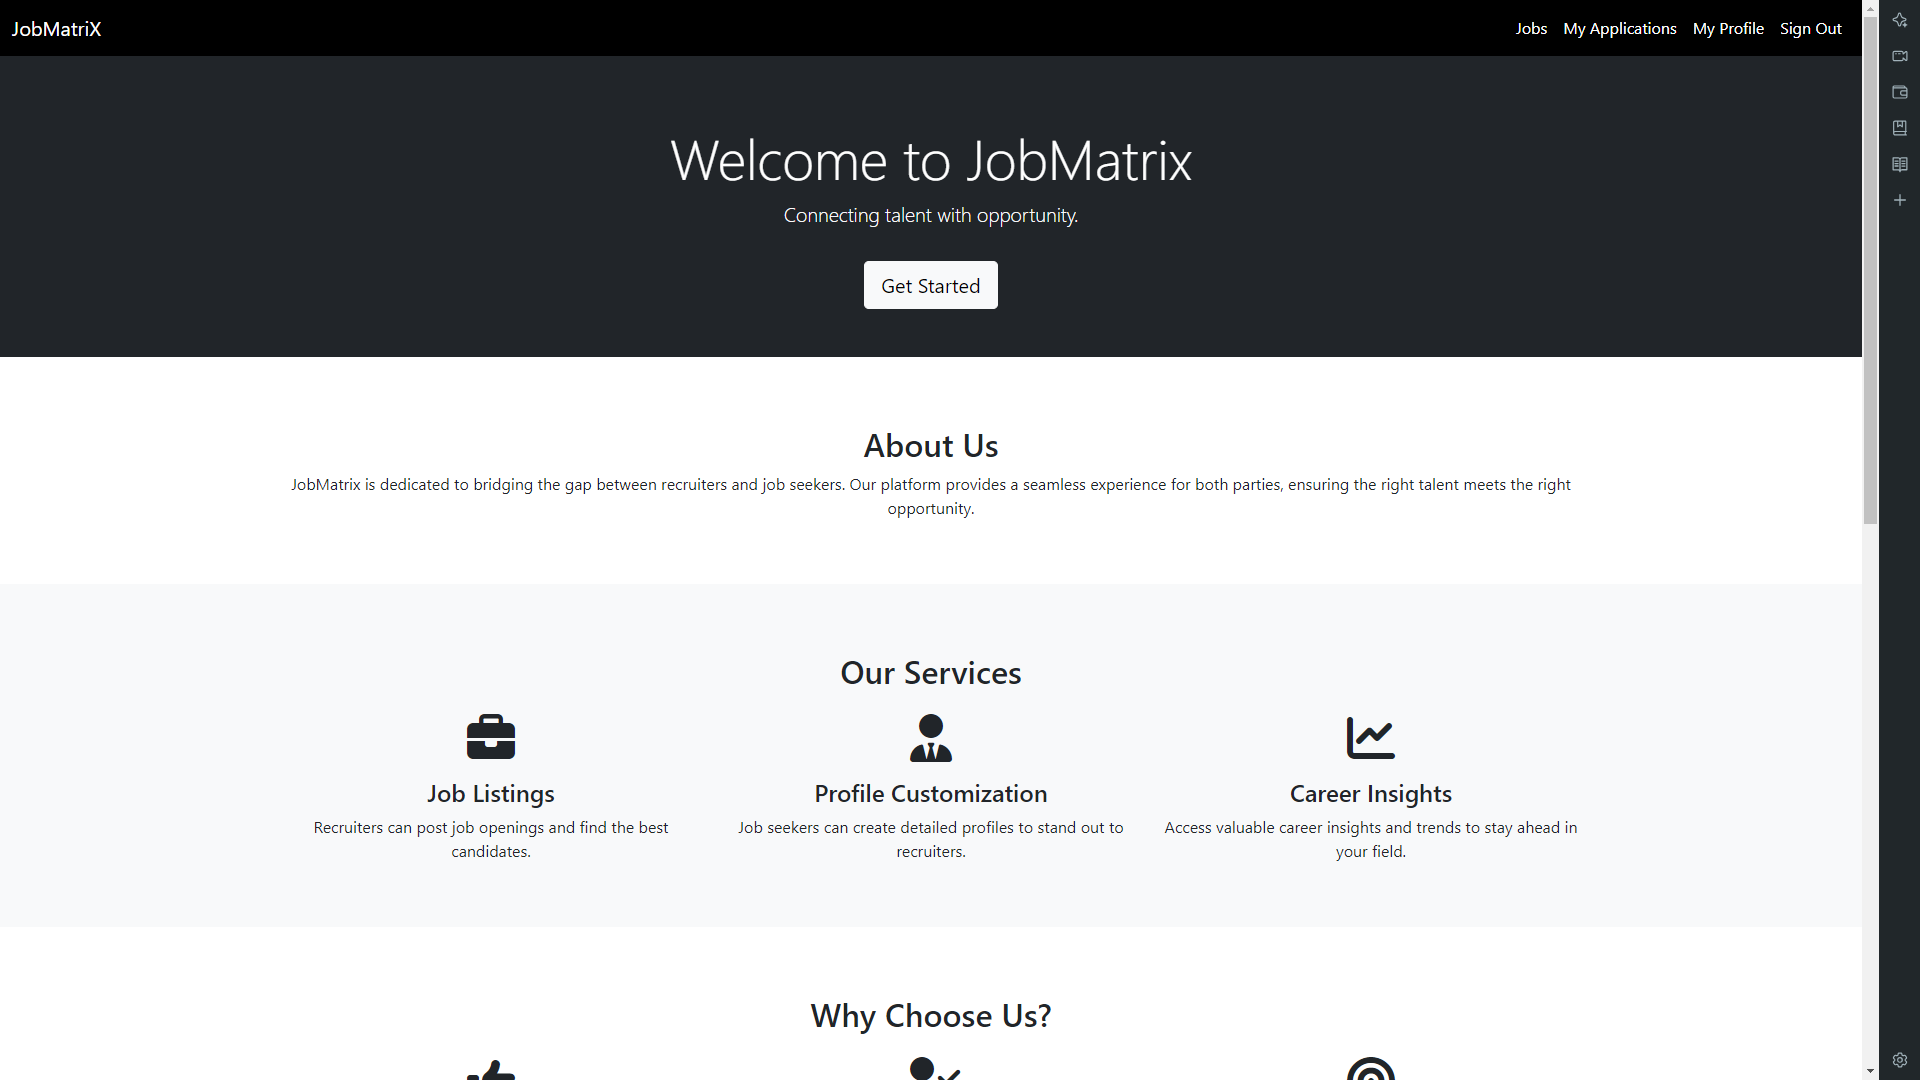 JobMatriX
Jobs My Applications My Profile Sign Out
Welcome to JobMatrix
Connecting talent with opportunity.
Get Started
About Us
JobMatrix is dedicated to bridging the gap between recruiters and job seekers. Our platform provides a seamless experience for both parties, ensuring the right talent meets the right
opportunity.
Our Services
Job Listings
Recruiters can post job openings and find the best
candidates.
Profile Customization
Job seekers can create detailed profiles to stand out to
recruiters.
Career Insights
Access valuable career insights and trends to stay ahead in
your field.
Why Choose Us?